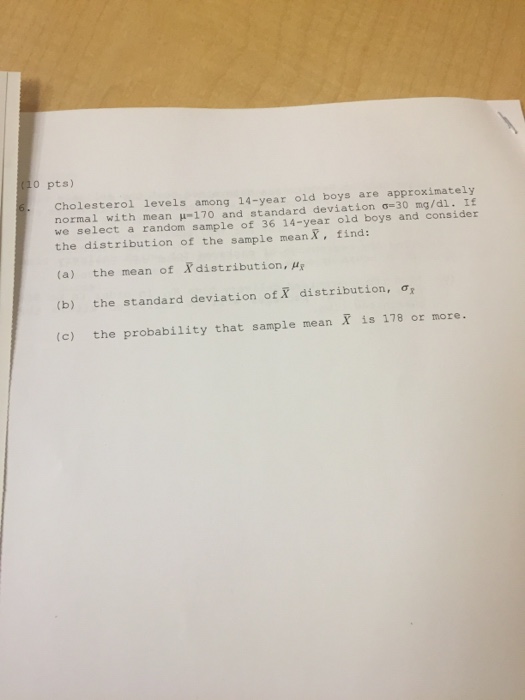 (10 pts)
6. Cholesterol levels among 14-year old boys are approximately
normal with mean μ=170 and standard deviation σ=30 mg/dl. If
we select a random sample of 36 14-year old boys and consider
the distribution of the sample mean X̄, find:
(a) the mean of X̄ distribution, μx̄
(b) the standard deviation of X̄ distribution, σx̄
(c) the probability that sample mean X̄ is 178 or more.